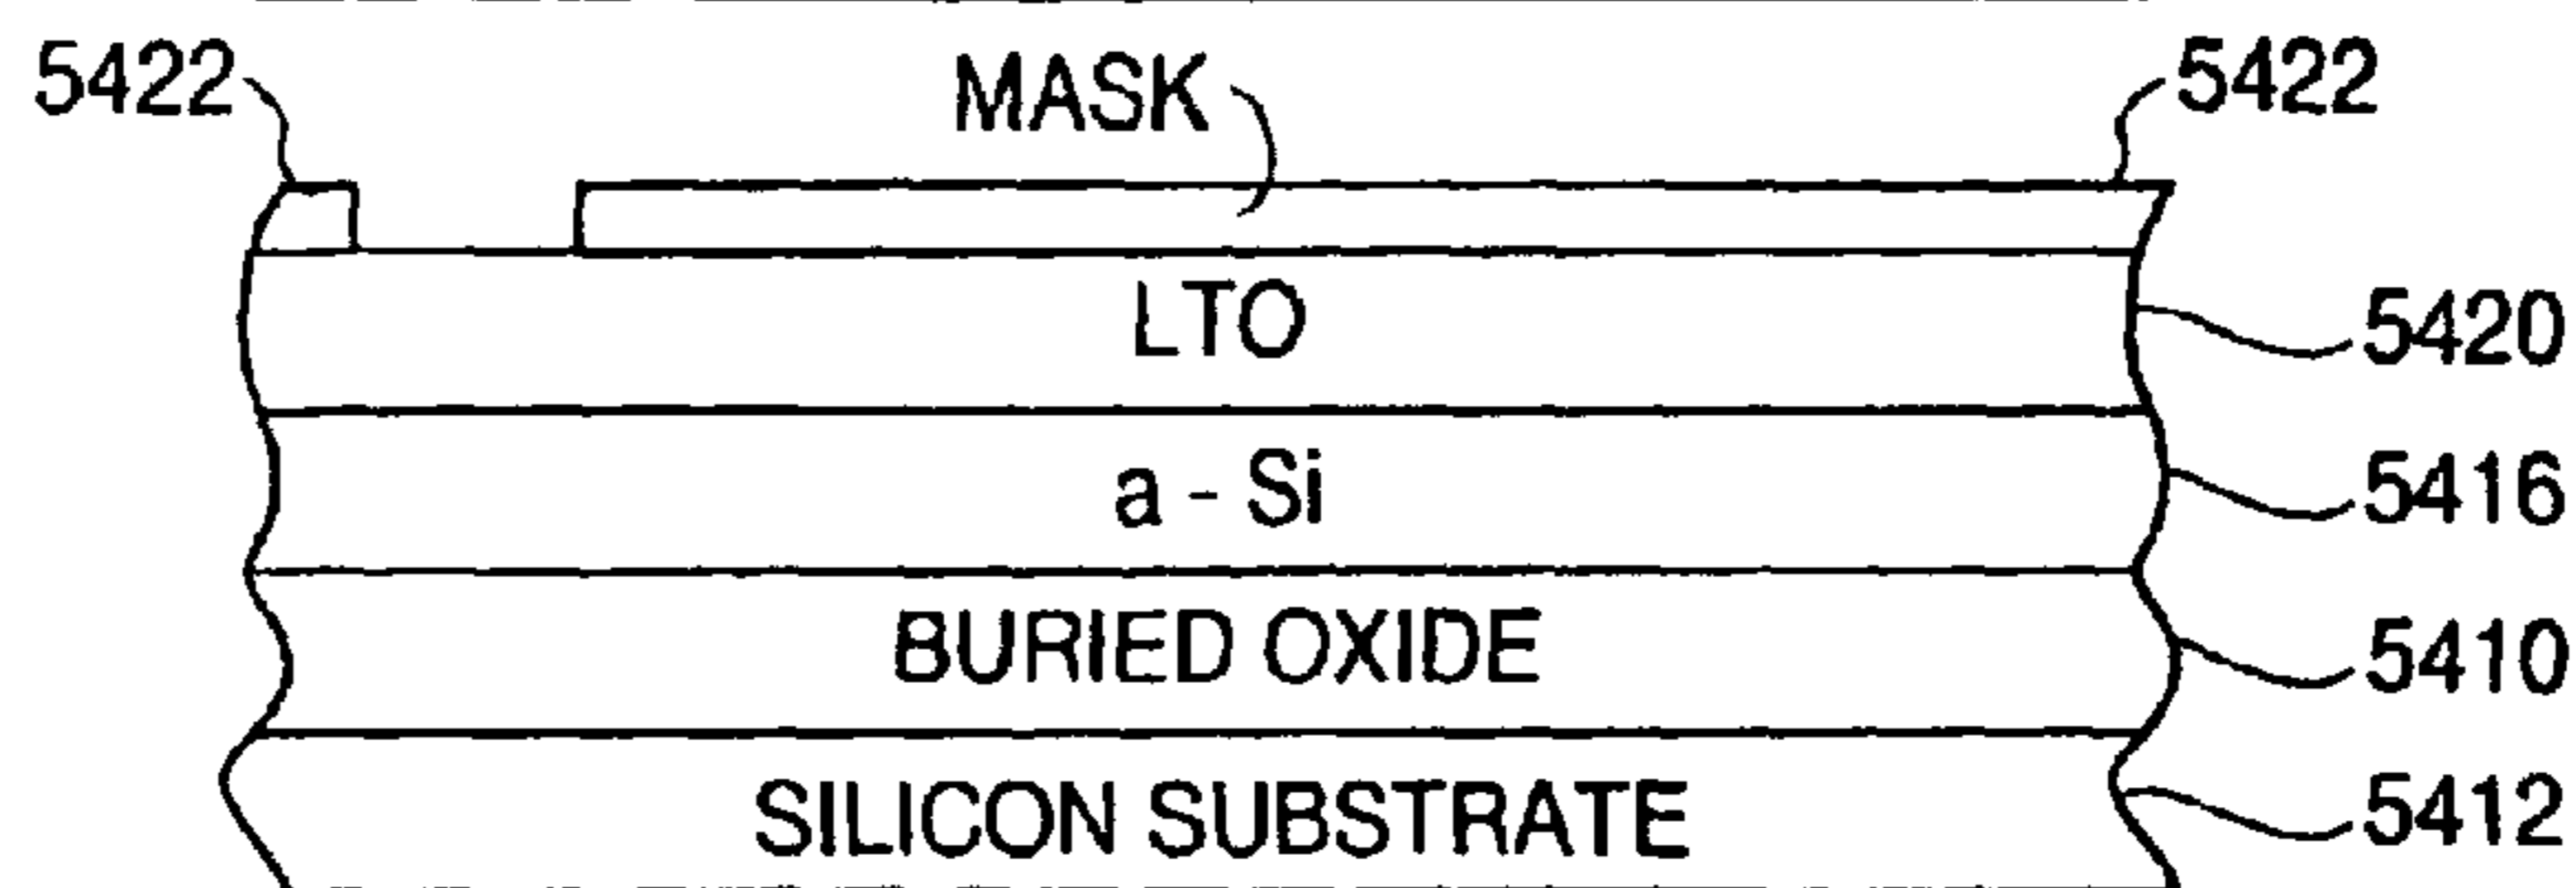 5422 MASK 5422
LTO 5420
a - Si 5416
BURIED OXIDE 5410
SILICON SUBSTRATE 5412